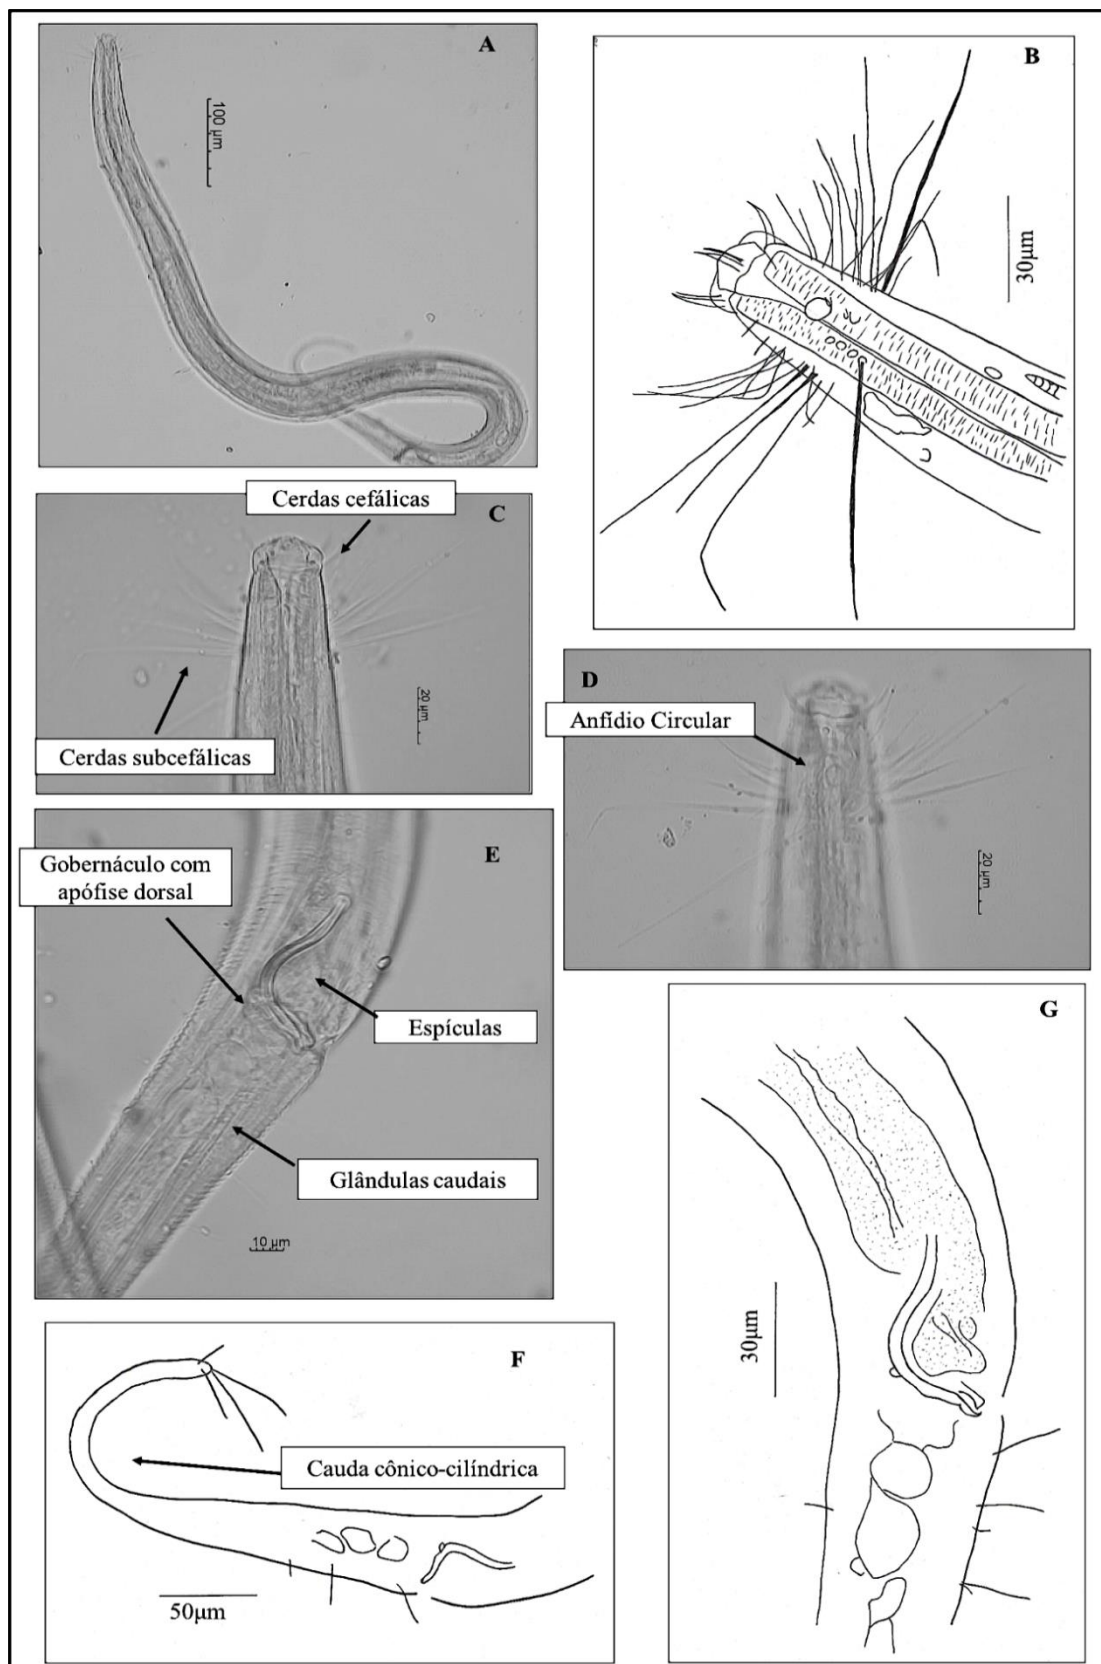 A
100 µm
B
30µm
Cerdas cefálicas
C
20 µm
Cerdas subcefálicas
D
Anfídio Circular
20 µm
E
Gobernáculo com
apófise dorsal
Espículas
Glândulas caudais
10 µm
F
Cauda cônico-cilíndrica
50µm
G
30µm